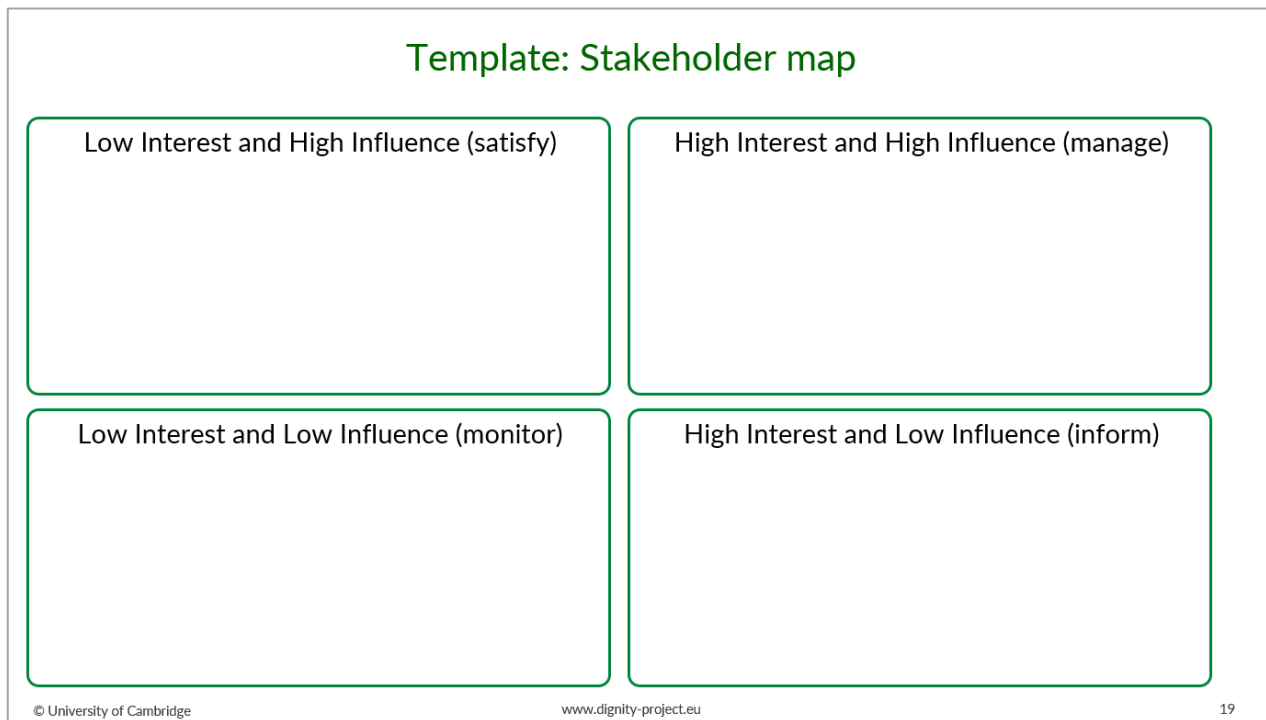 Template: Stakeholder map
Low Interest and High Influence (satisfy)
High Interest and High Influence (manage)
Low Interest and Low Influence (monitor)
High Interest and Low Influence (inform)
© University of Cambridge
www.dignity-project.eu
19